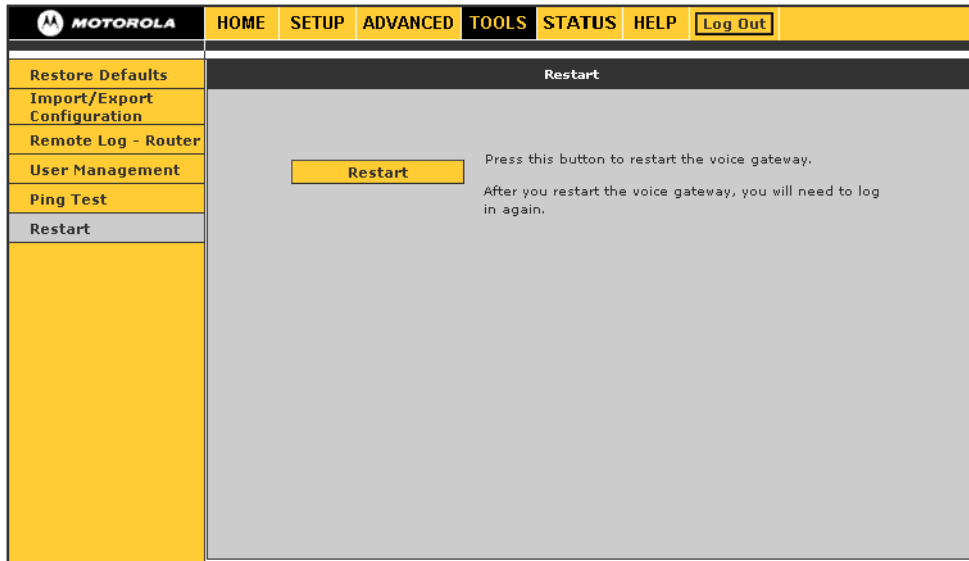 MOTOROLA HOME SETUP ADVANCED TOOLS STATUS HELP Log Out
Restore Defaults
Import/Export
Configuration
Remote Log - Router
User Management
Ping Test
Restart
Restart
Restart
Press this button to restart the voice gateway.
After you restart the voice gateway, you will need to log
in again.